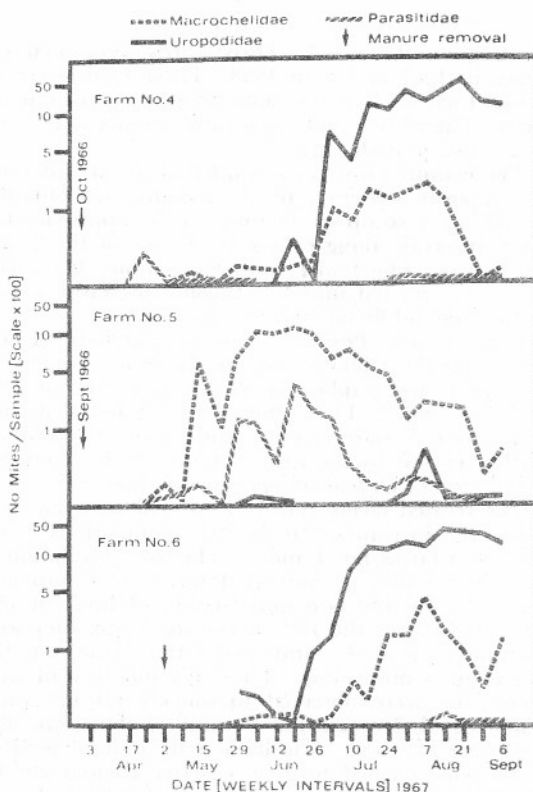 Macrochelidae Parasitidae
Uropodidae Manure removal
Farm No.4
50
10
5
1
Oct 1966
Farm No.5
50
10
5
1
Sept 1966
No Mites/Sample [Scale x 100]
Farm No.6
50
10
5
1
3 17 2 15 29 12 26 10 24 7 21 6
Apr May Jun Jul Aug Sept
DATE [WEEKLY INTERVALS] 1967